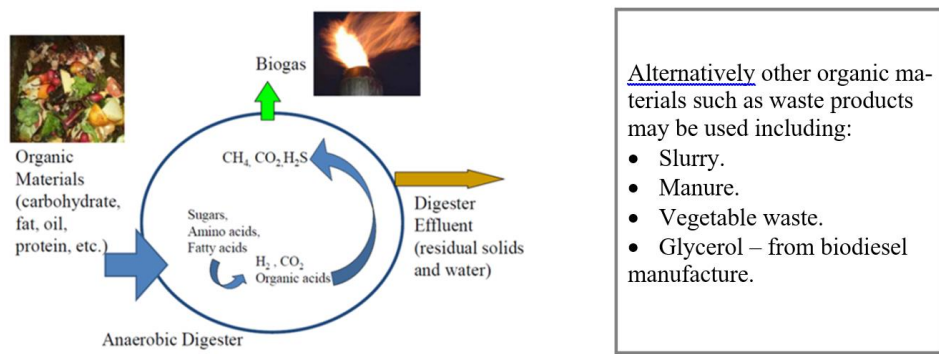 Biogas
Organic
Materials
(carbohydrate,
fat, oil,
protein, etc.)
CH4, CO2,H2S
Sugars,
Amino acids,
Fatty acids
H2 , CO2
Organic acids
Digester
Effluent
(residual solids
and water)
Anaerobic Digester
Alternatively other organic ma-
terials such as waste products
may be used including:
• Slurry.
• Manure.
• Vegetable waste.
• Glycerol – from biodiesel
manufacture.